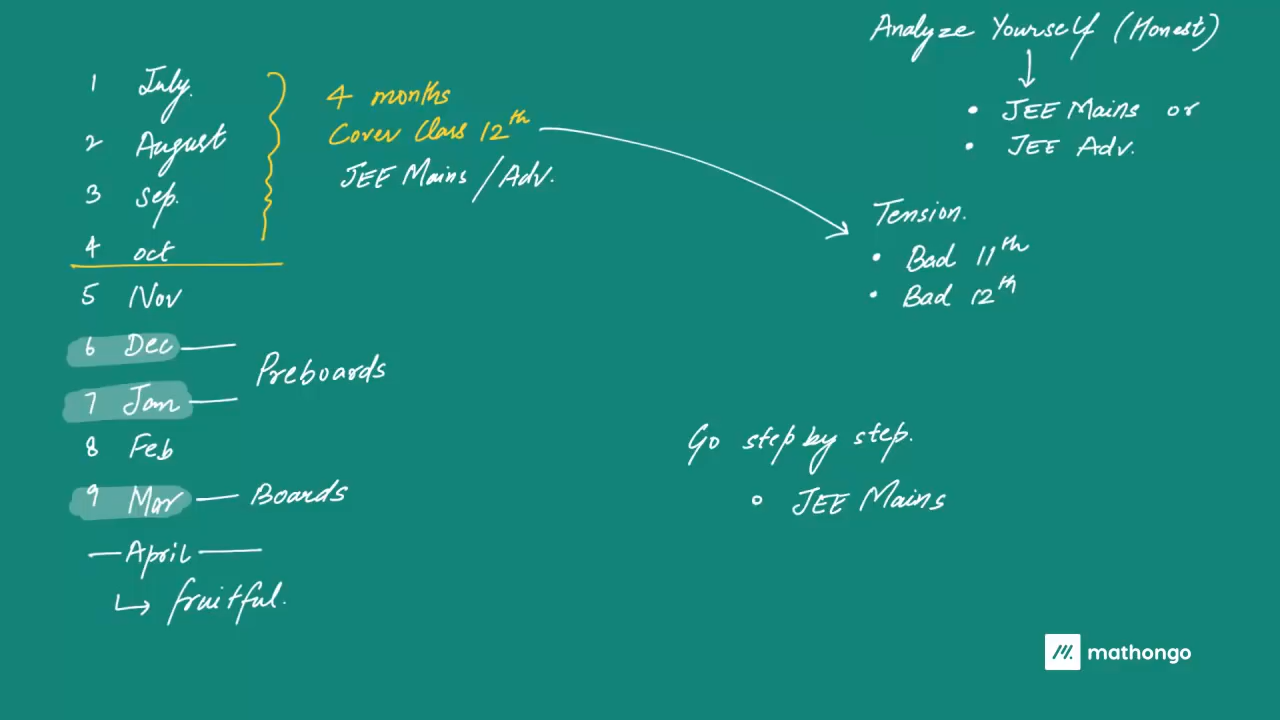 1 July.
2 August
3 Sep.
4 oct
5 Nov
6 Dec
7 Jan
8 Feb
9 Mar
April
fruitful.
4 months
Cover Class 12th
JEE Mains / Adv.
Preboards
Boards
Analyze Yourself (Honest)
• JEE Mains or
• JEE Adv.
Tension.
• Bad 11th
• Bad 12th
Go step by step.
∘ JEE Mains
mathongo